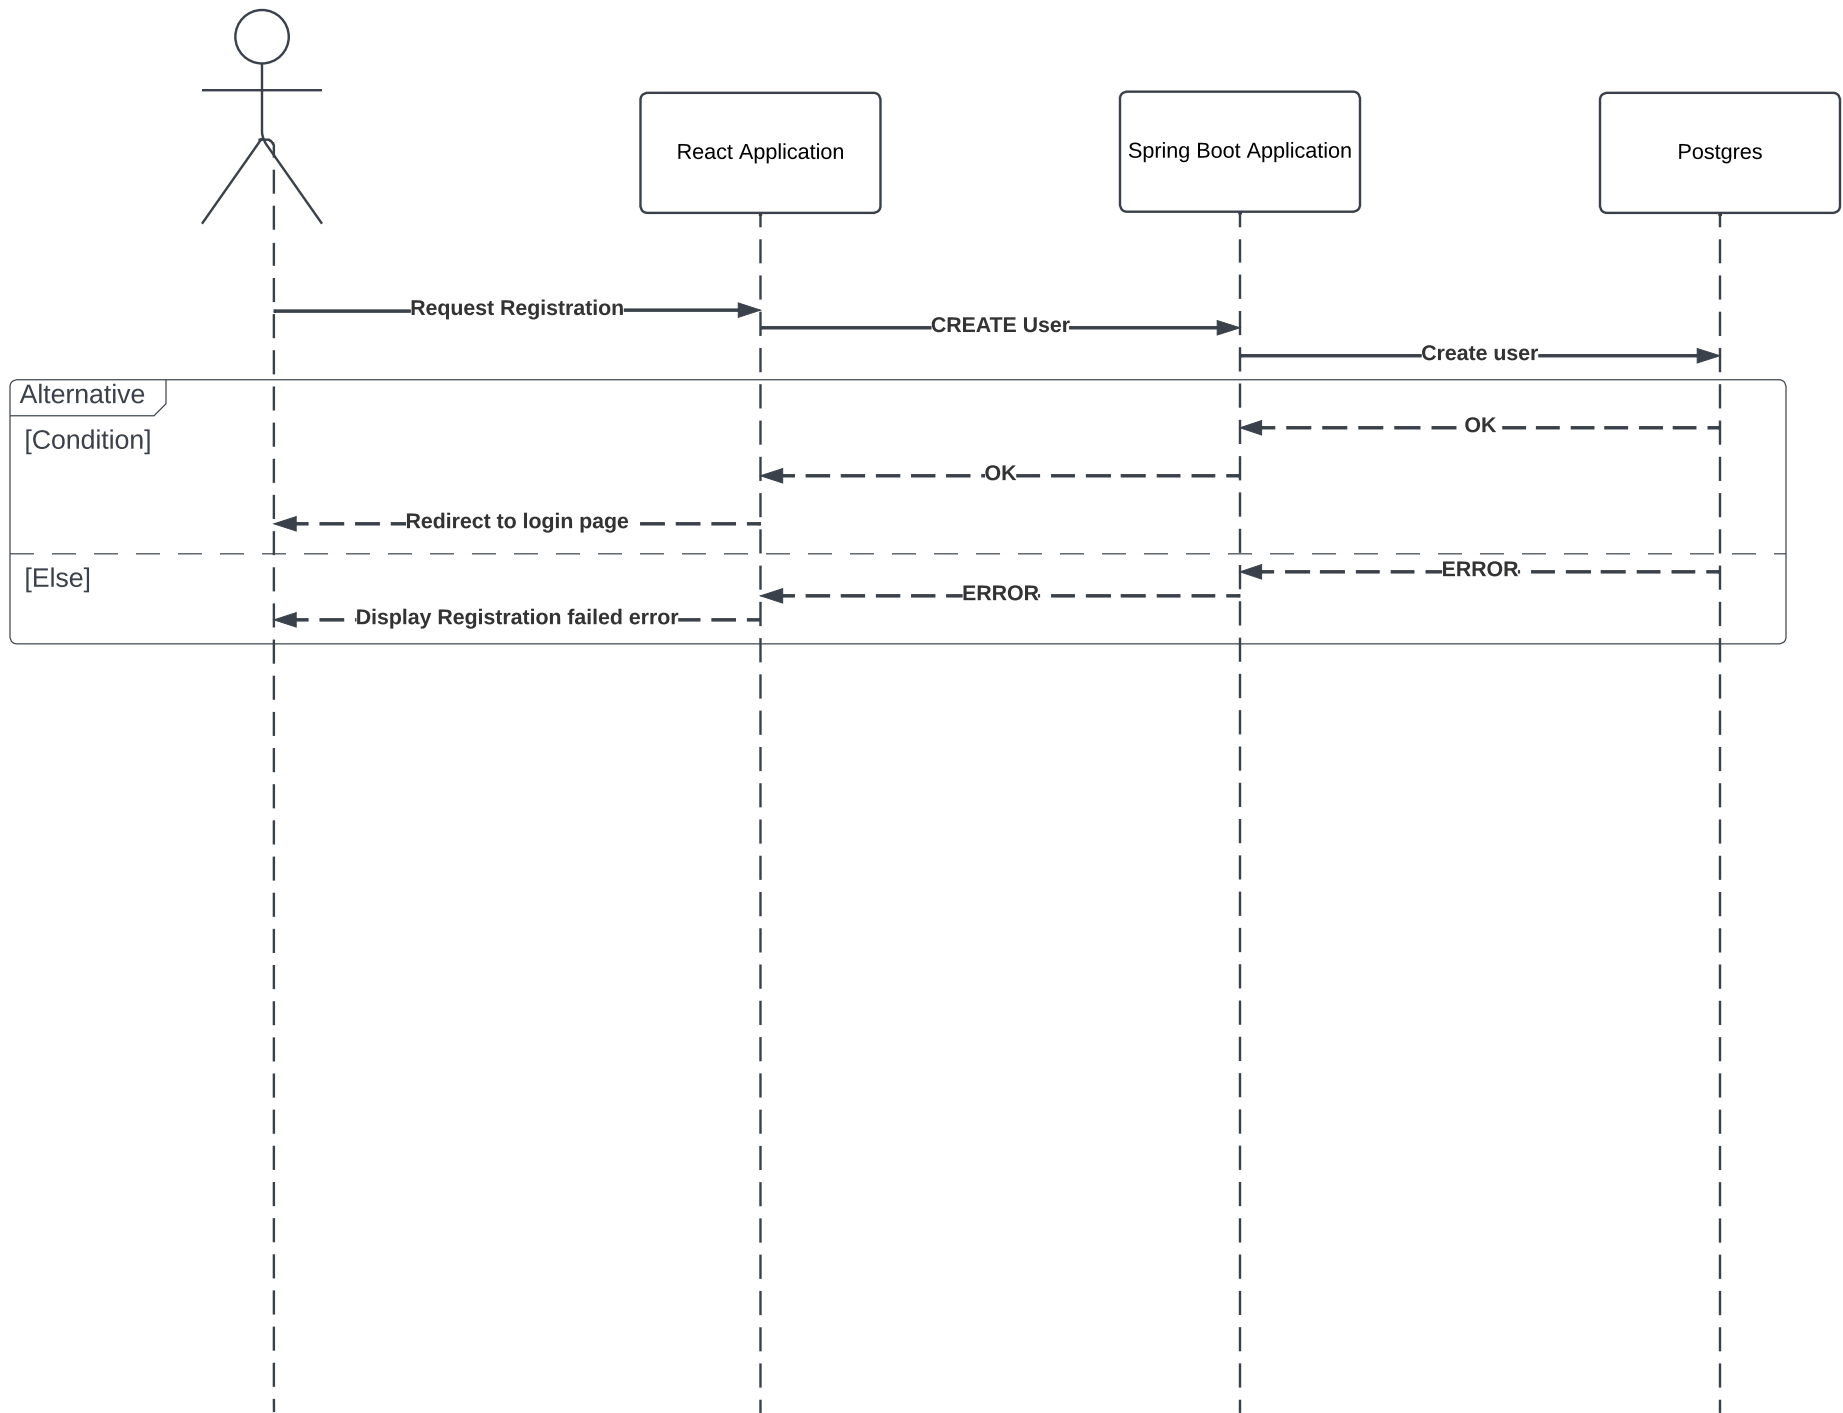 React Application
Spring Boot Application
Postgres
Request Registration
CREATE User
Create user
Alternative
[Condition]
OK
OK
Redirect to login page
[Else]
ERROR
ERROR
Display Registration failed error